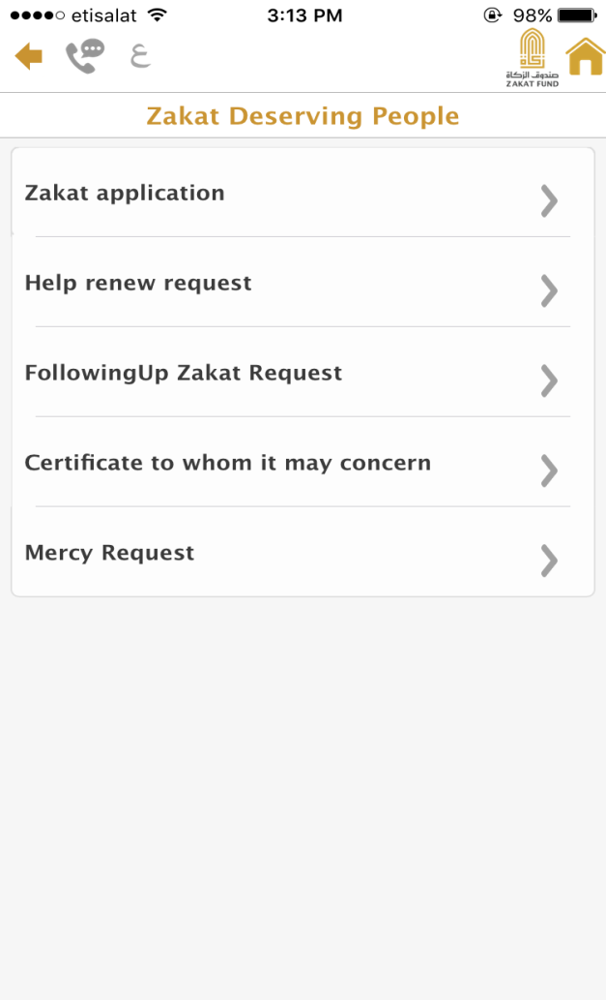 etisalat 3:13 PM 98%
ع
صندوق الزكاة
ZAKAT FUND
Zakat Deserving People
Zakat application
Help renew request
FollowingUp Zakat Request
Certificate to whom it may concern
Mercy Request